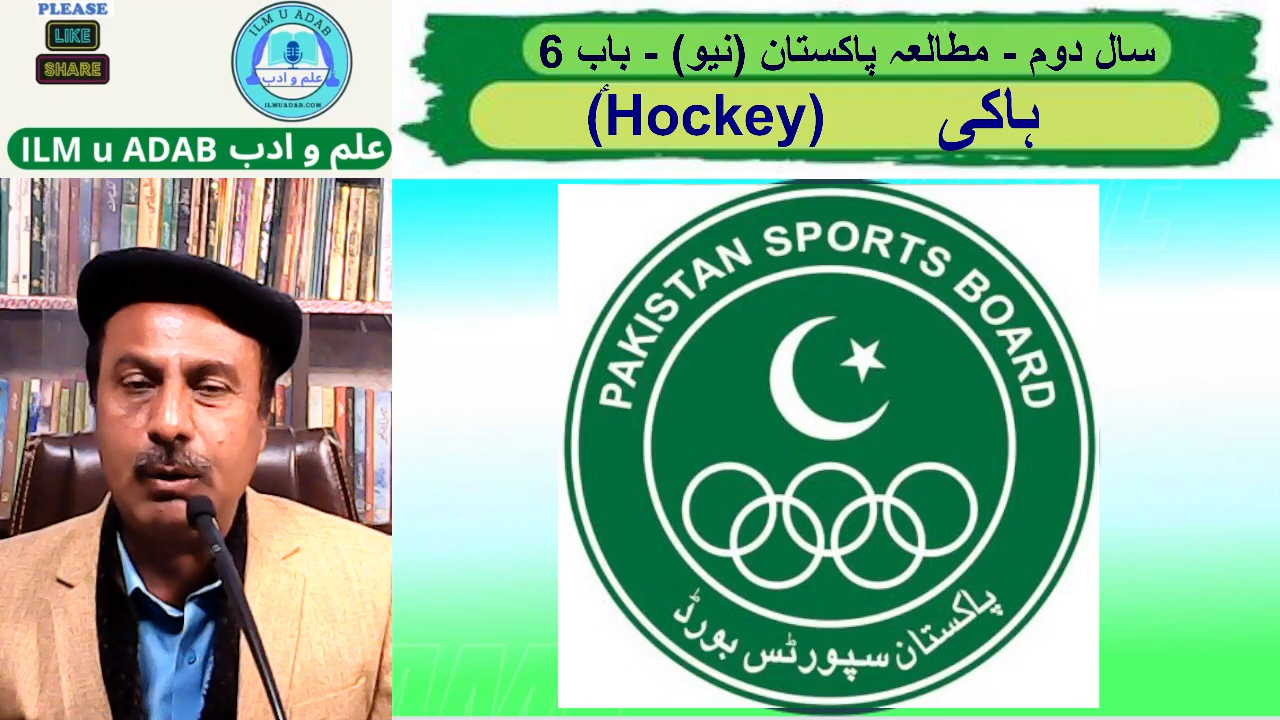 PLEASE
LIKE
SHARE
ILM U ADAB
علم و ادب
ILMUADAB.COM
ILM u ADAB علم و ادب
سال دوم - مطالعہ پاکستان (نیو) - باب 6
ہاکی (Hockey)
PAKISTAN SPORTS BOARD
پاکستان سپورٹس بورڈ